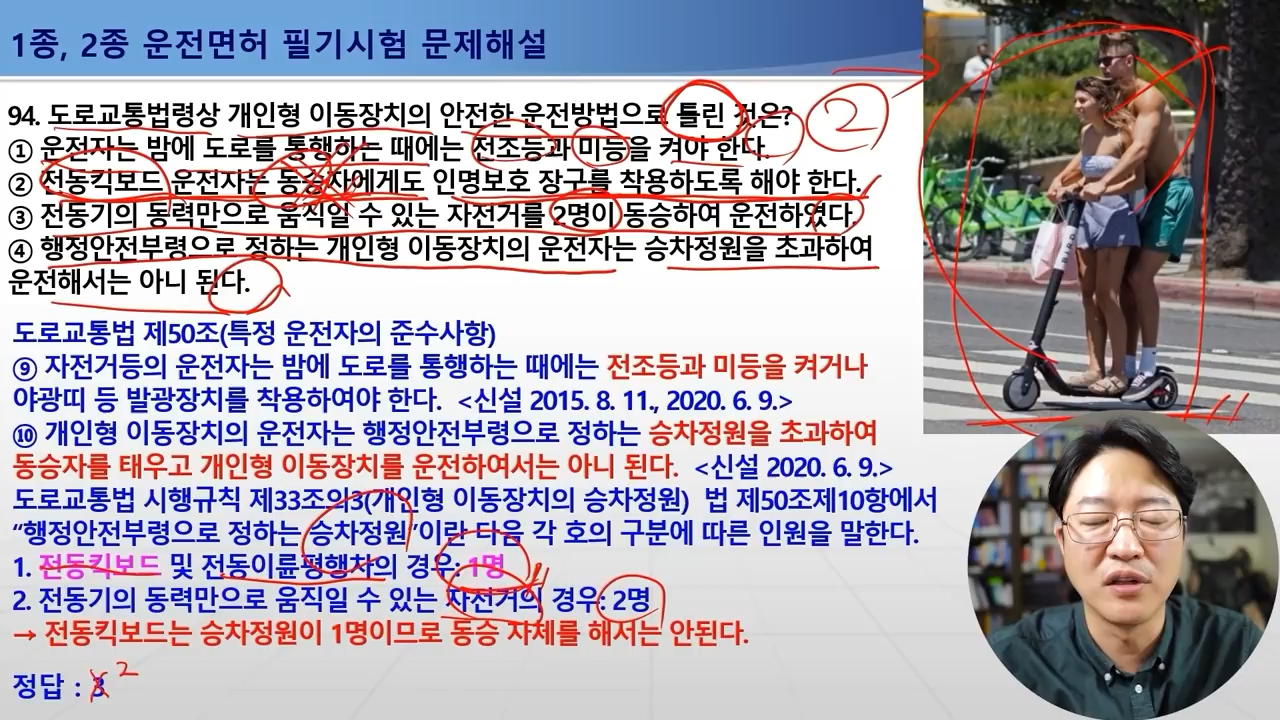 1종, 2종 운전면허 필기시험 문제해설
94. 도로교통법령상 개인형 이동장치의 안전한 운전방법으로 틀린 것은?
2
① 운전자는 밤에 도로를 통행하는 때에는 전조등과 미등을 켜야 한다.
② 전동킥보드 운전자는 동승자에게도 인명보호 장구를 착용하도록 해야 한다.
③ 전동기의 동력만으로 움직일 수 있는 자전거를 2명이 동승하여 운전하였다.
④ 행정안전부령으로 정하는 개인형 이동장치의 운전자는 승차정원을 초과하여
운전해서는 아니 된다.
도로교통법 제50조(특정 운전자의 준수사항)
⑨ 자전거등의 운전자는 밤에 도로를 통행하는 때에는 전조등과 미등을 켜거나
야광띠 등 발광장치를 착용하여야 한다. <신설 2015. 8. 11., 2020. 6. 9.>
⑩ 개인형 이동장치의 운전자는 행정안전부령으로 정하는 승차정원을 초과하여
동승자를 태우고 개인형 이동장치를 운전하여서는 아니 된다. <신설 2020. 6. 9.>
도로교통법 시행규칙 제33조의3(개인형 이동장치의 승차정원) 법 제50조제10항에서
“행정안전부령으로 정하는 승차정원”이란 다음 각 호의 구분에 따른 인원을 말한다.
1. 전동킥보드 및 전동이륜평행차의 경우: 1명
2. 전동기의 동력만으로 움직일 수 있는 자전거의 경우: 2명
→ 전동킥보드는 승차정원이 1명이므로 동승 자체를 해서는 안된다.
정답 : 3 2